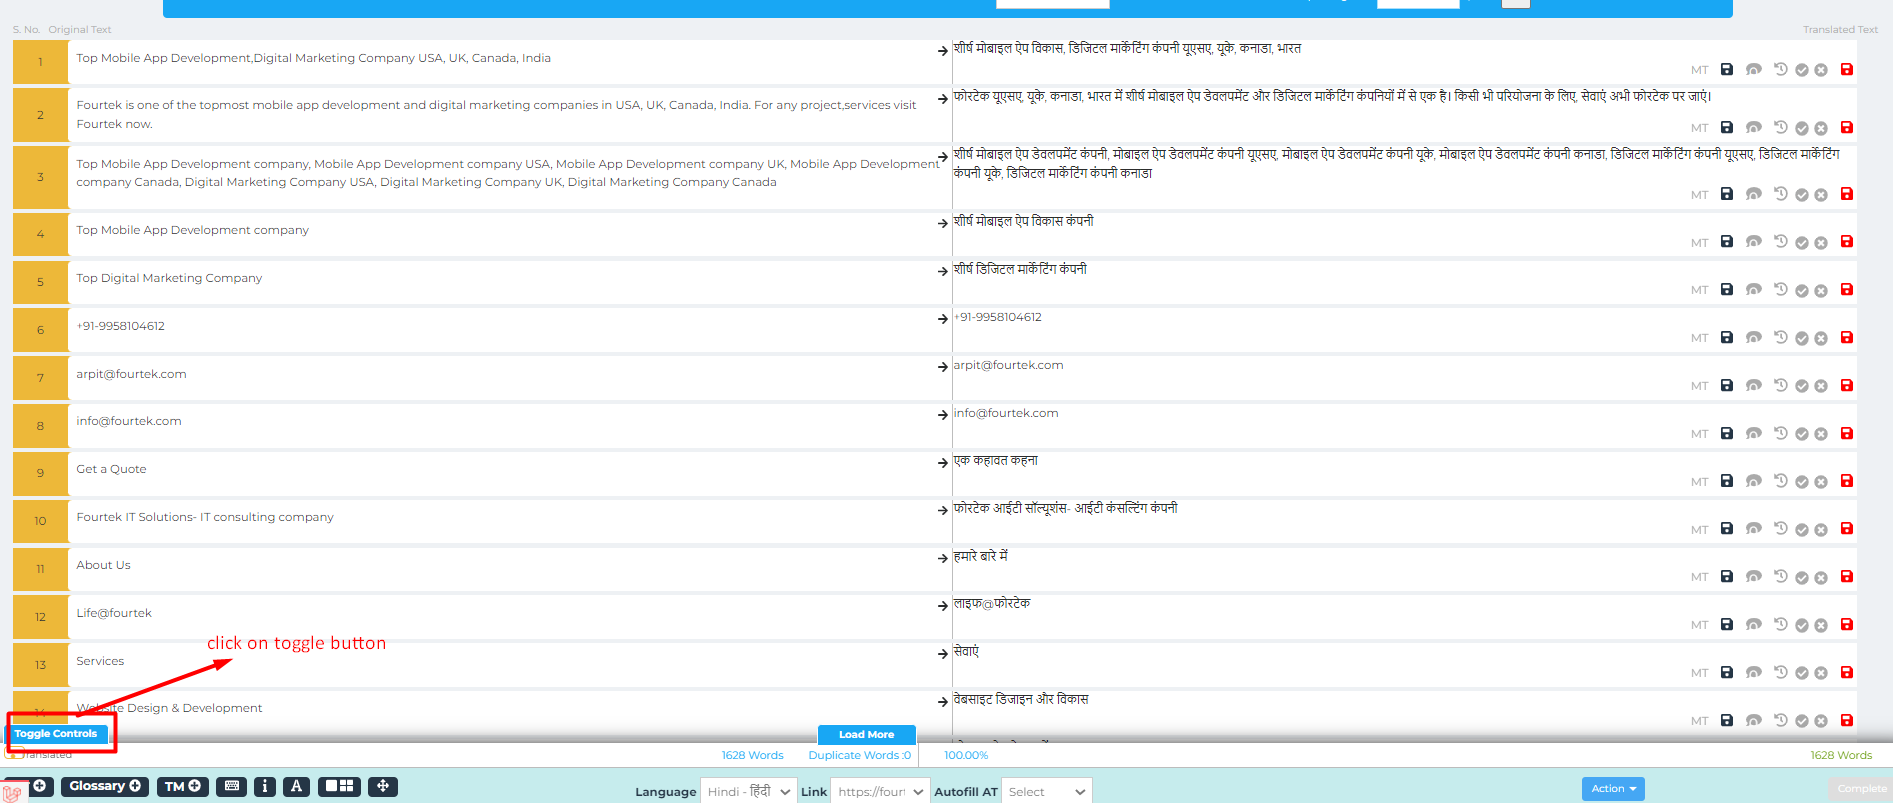 S. No. Original Text Translated Text
1 Top Mobile App Development,Digital Marketing Company USA, UK, Canada, India
शीर्ष मोबाइल ऐप विकास, डिजिटल मार्केटिंग कंपनी यूएसए, यूके, कनाडा, भारत
MT
2 Fourtek is one of the topmost mobile app development and digital marketing companies in USA, UK, Canada, India. For any project,services visit
Fourtek now.
फोरटेक यूएसए, यूके, कनाडा, भारत में शीर्ष मोबाइल ऐप डेवलपमेंट और डिजिटल मार्केटिंग कंपनियों में से एक है। किसी भी परियोजना के लिए, सेवाएं अभी फोरटेक पर जाएं।
MT
3 Top Mobile App Development company, Mobile App Development company USA, Mobile App Development company UK, Mobile App Development
company Canada, Digital Marketing Company USA, Digital Marketing Company UK, Digital Marketing Company Canada
शीर्ष मोबाइल ऐप डेवलपमेंट कंपनी, मोबाइल ऐप डेवलपमेंट कंपनी यूएसए, मोबाइल ऐप डेवलपमेंट कंपनी यूके, मोबाइल ऐप डेवलपमेंट कंपनी कनाडा, डिजिटल मार्केटिंग कंपनी यूएसए, डिजिटल मार्केटिंग
कंपनी यूके, डिजिटल मार्केटिंग कंपनी कनाडा
MT
4 Top Mobile App Development company
शीर्ष मोबाइल ऐप विकास कंपनी
MT
5 Top Digital Marketing Company
शीर्ष डिजिटल मार्केटिंग कंपनी
MT
6 +91-9958104612
+91-9958104612
MT
7 arpit@fourtek.com
arpit@fourtek.com
MT
8 info@fourtek.com
info@fourtek.com
MT
9 Get a Quote
एक कहावत कहना
MT
10 Fourtek IT Solutions- IT consulting company
फोरटेक आईटी सॉल्यूशंस- आईटी कंसल्टिंग कंपनी
MT
11 About Us
हमारे बारे में
MT
12 Life@fourtek
लाइफ@फोरटेक
MT
click on toggle button
13 Services
सेवाएं
MT
14 Website Design & Development
वेबसाइट डिजाइन और विकास
MT
Toggle Controls Load More
Translated 1628 Words Duplicate Words :0 100.00% 1628 Words
Glossary TM i A Language Hindi - हिंदी Link https://four Autofill AT Select Action Complete